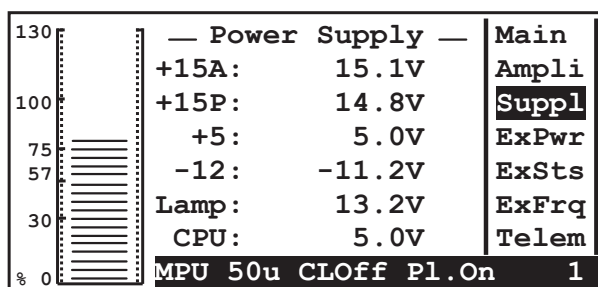 130
100
75
57
30
% 0
— Power Supply —
+15A: 15.1V
+15P: 14.8V
+5: 5.0V
-12: -11.2V
Lamp: 13.2V
CPU: 5.0V
MPU 50u CLOff Pl.On 1
Main
Ampli
Suppl
ExPwr
ExSts
ExFrq
Telem